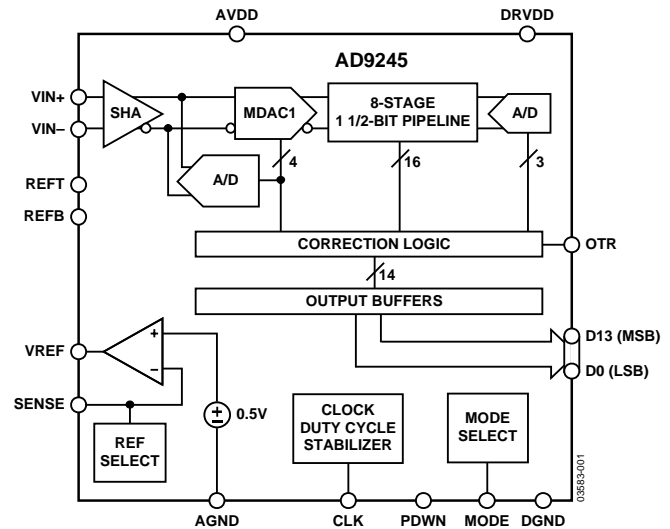 AVDD DRVDD
AD9245
VIN+
VIN–
SHA
MDAC1
8-STAGE
1 1/2-BIT PIPELINE
A/D
A/D
4
16
3
REFT
REFB
CORRECTION LOGIC
OTR
14
OUTPUT BUFFERS
D13 (MSB)
D0 (LSB)
VREF
+
–
SENSE
0.5V
REF
SELECT
CLOCK
DUTY CYCLE
STABILIZER
MODE
SELECT
03583-001
AGND CLK PDWN MODE DGND